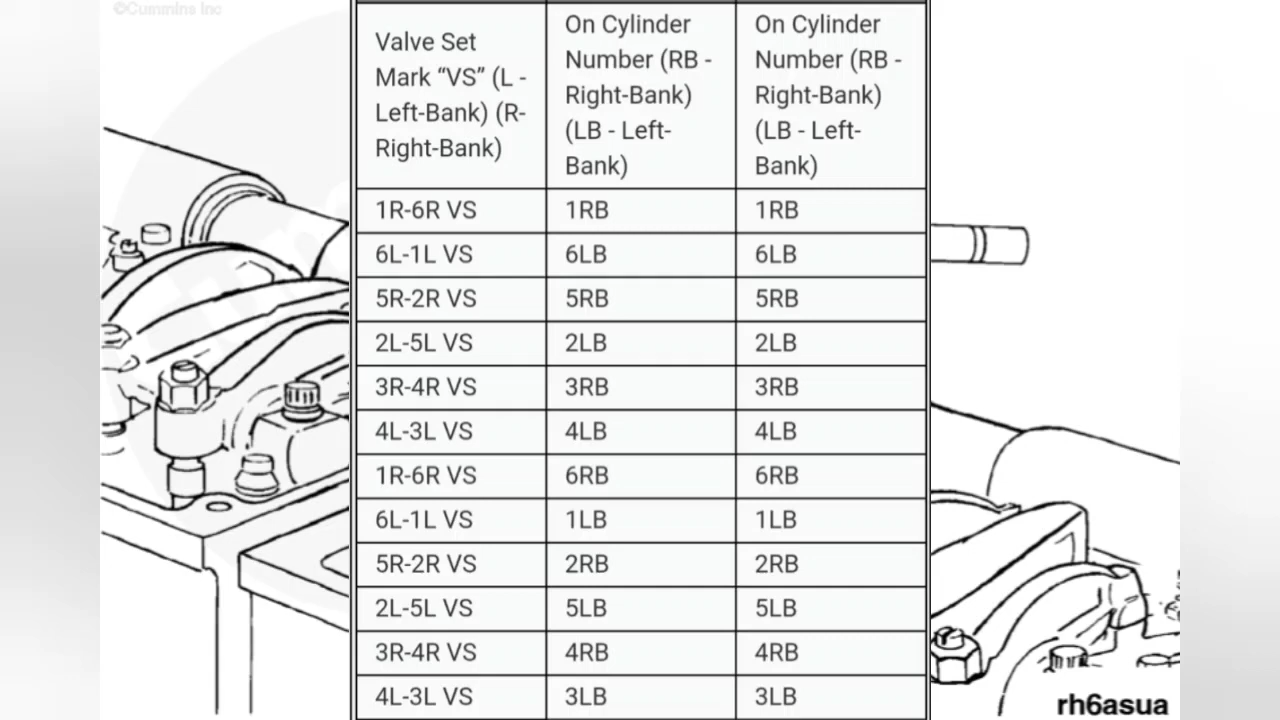 ©Cummins Inc
Valve Set
Mark “VS” (L -
Left-Bank) (R-
Right-Bank)
On Cylinder
Number (RB -
Right-Bank)
(LB - Left-
Bank)
On Cylinder
Number (RB -
Right-Bank)
(LB - Left-
Bank)
1R-6R VS 1RB 1RB
6L-1L VS 6LB 6LB
5R-2R VS 5RB 5RB
2L-5L VS 2LB 2LB
3R-4R VS 3RB 3RB
4L-3L VS 4LB 4LB
1R-6R VS 6RB 6RB
6L-1L VS 1LB 1LB
5R-2R VS 2RB 2RB
2L-5L VS 5LB 5LB
3R-4R VS 4RB 4RB
4L-3L VS 3LB 3LB
rh6asua